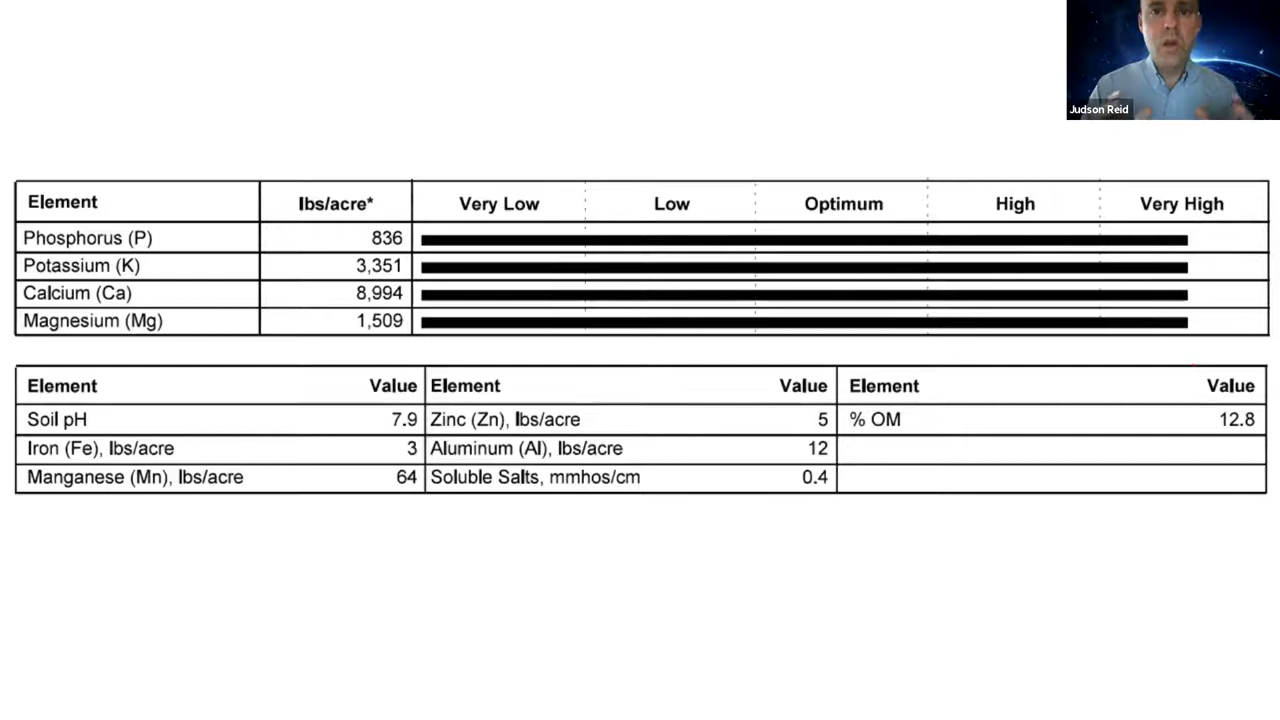 Judson Reid
Element lbs/acre* Very Low Low Optimum High Very High
Phosphorus (P) 836
Potassium (K) 3,351
Calcium (Ca) 8,994
Magnesium (Mg) 1,509
Element Value Element Value Element Value
Soil pH 7.9 Zinc (Zn), lbs/acre 5 % OM 12.8
Iron (Fe), lbs/acre 3 Aluminum (Al), lbs/acre 12
Manganese (Mn), lbs/acre 64 Soluble Salts, mmhos/cm 0.4